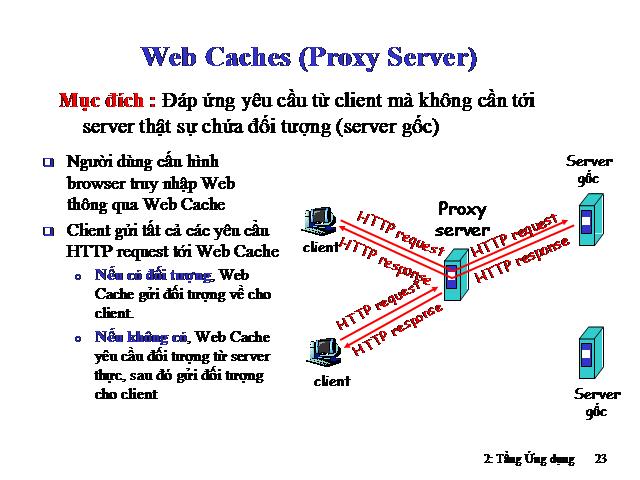 Web Caches (Proxy Server)
Mục đích : Đáp ứng yêu cầu từ client mà không cần tới
server thật sự chứa đối tượng (server gốc)
Người dùng cấu hình
browser truy nhập Web
thông qua Web Cache
Client gửi tất cả các yêu cầu
HTTP request tới Web Cache
Nếu có đối tượng, Web
Cache gửi đối tượng về cho
client.
Nếu không có, Web Cache
yêu cầu đối tượng từ server
thực, sau đó gửi đối tượng
cho client
Server
gốc
Proxy
server
client
HTTP request
HTTP response
HTTP request
HTTP response
HTTP request
HTTP response
client
Server
gốc
2: Tầng Ứng dụng 23